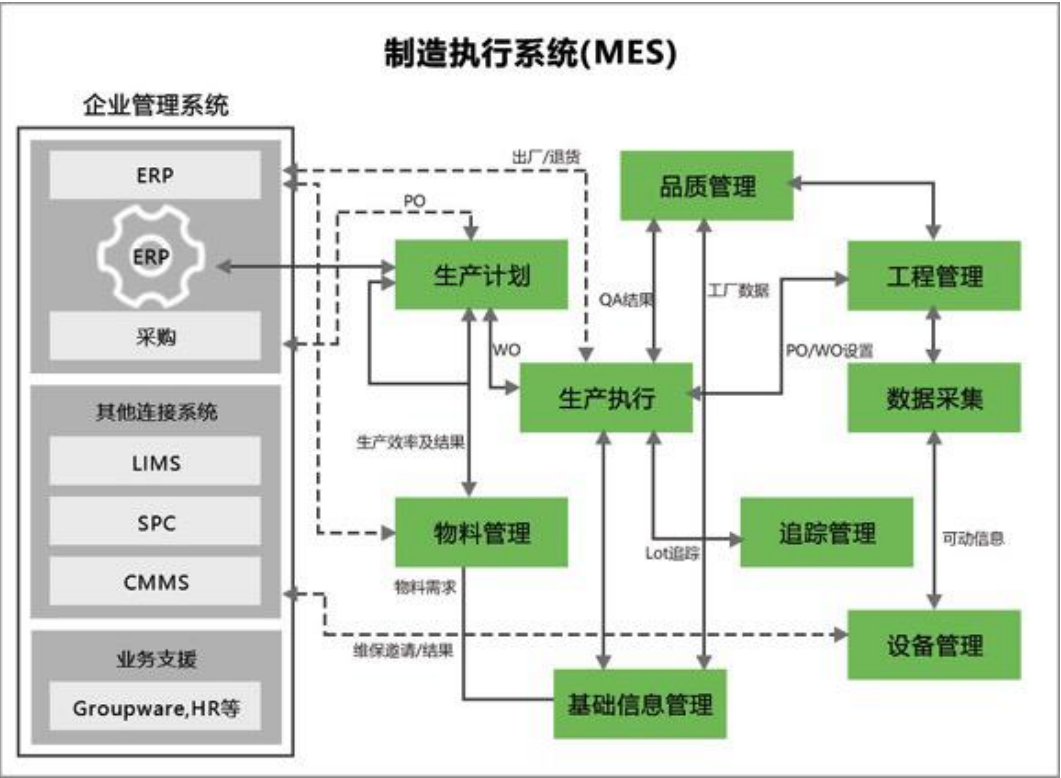 制造执行系统(MES)
企业管理系统
ERP
ERP
采购
其他连接系统
LIMS
SPC
CMMS
业务支援
Groupware,HR等
出厂/退货
PO
品质管理
生产计划
工程管理
QA结果
工厂数据
WO
PO/WO设置
生产执行
数据采集
生产效率及结果
物料管理
追踪管理
Lot追踪
可动信息
物料需求
维保邀请/结果
设备管理
基础信息管理